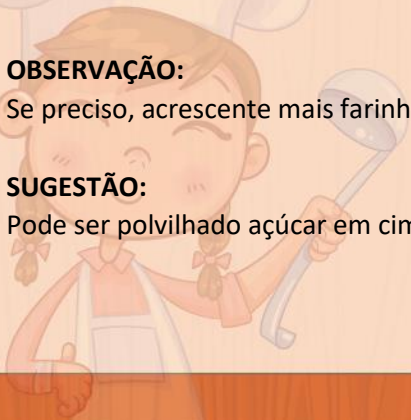 OBSERVAÇÃO:
Se preciso, acrescente mais farinh
SUGESTÃO:
Pode ser polvilhado açúcar em cim